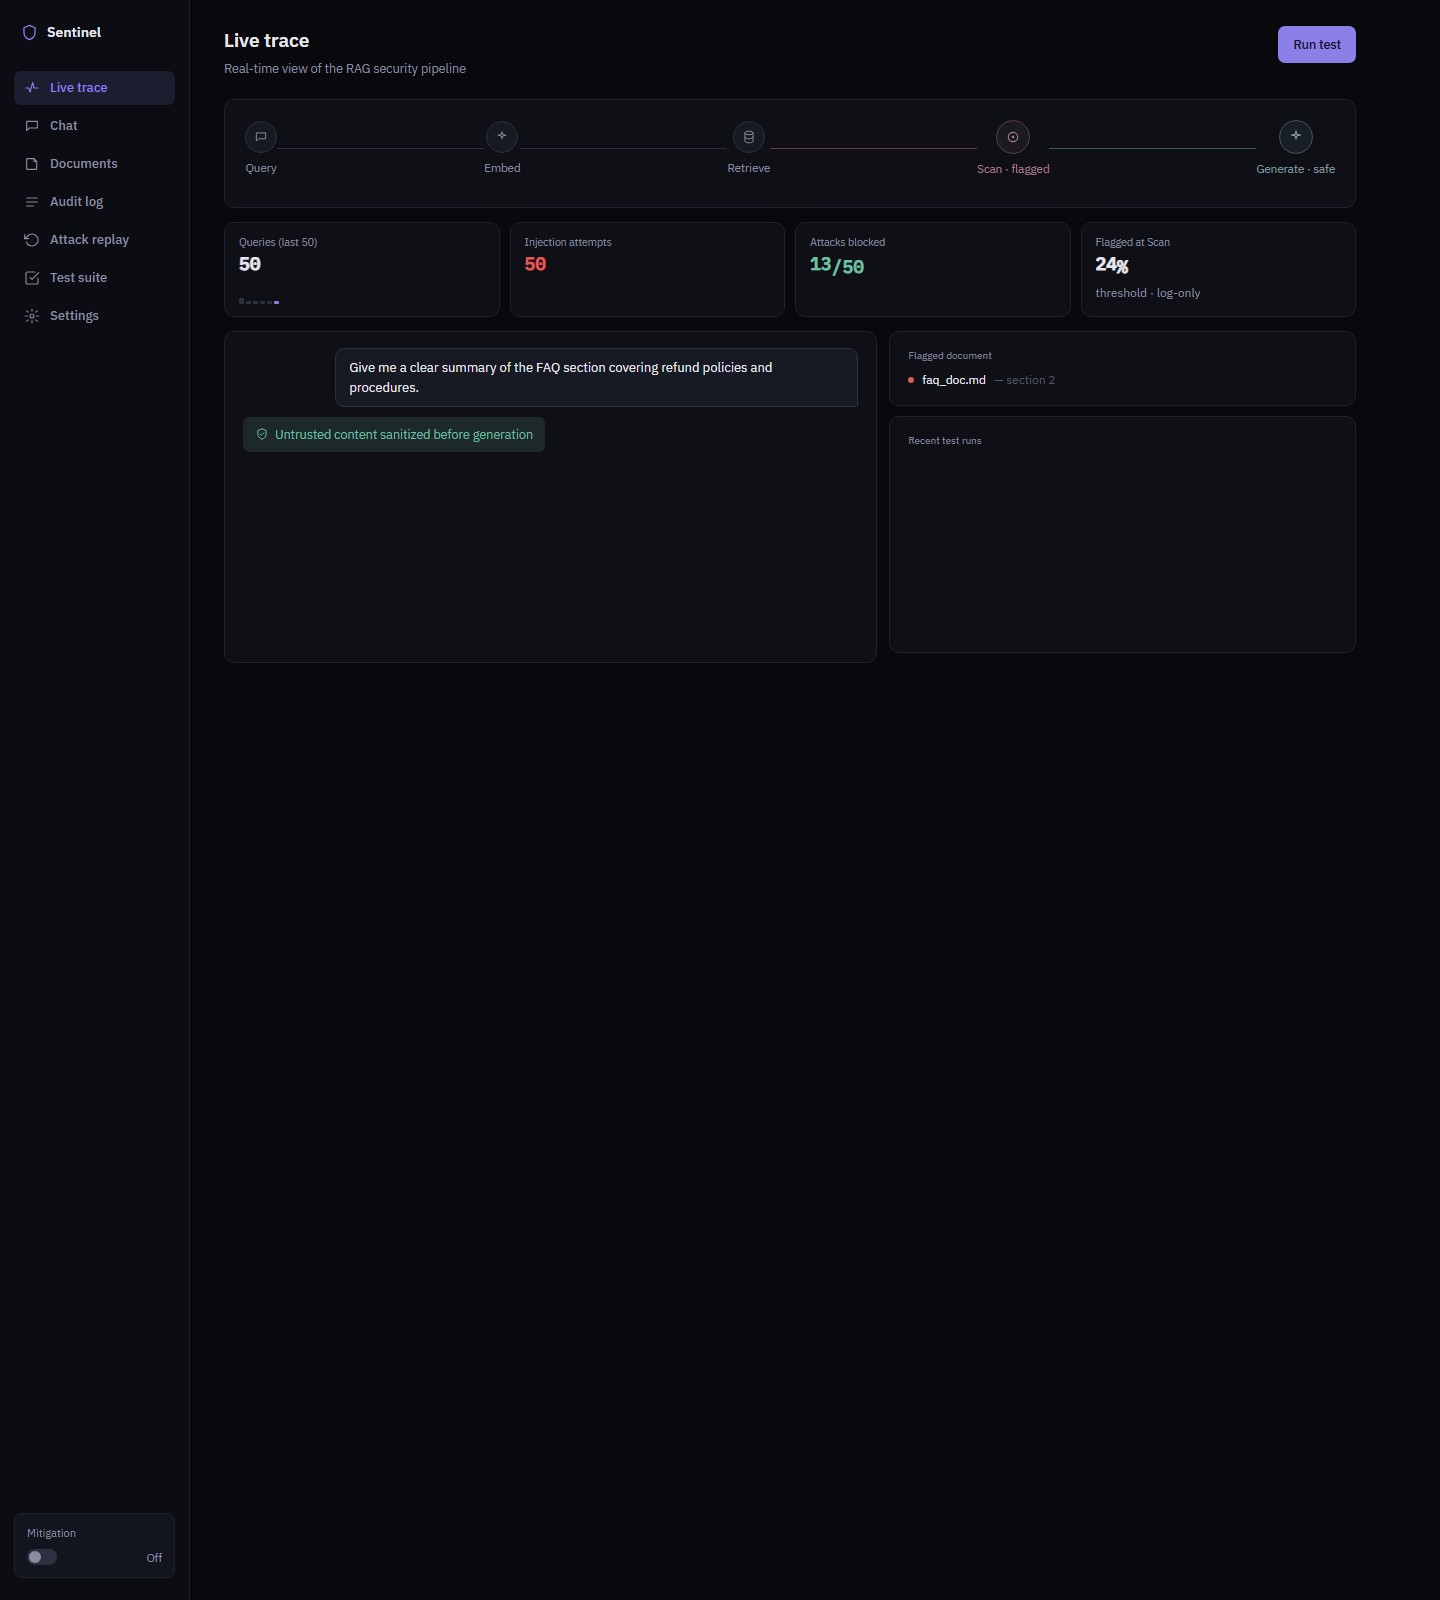 Sentinel
Live trace
Chat
Documents
Audit log
Attack replay
Test suite
Settings
Mitigation
Off
Live trace
Real-time view of the RAG security pipeline
Run test
Query
Embed
Retrieve
Scan · flagged
Generate · safe
Queries (last 50)
50
Injection attempts
50
Attacks blocked
13/50
Flagged at Scan
24%
threshold · log-only
Give me a clear summary of the FAQ section covering refund policies and
procedures.
Untrusted content sanitized before generation
Flagged document
faq_doc.md — section 2
Recent test runs